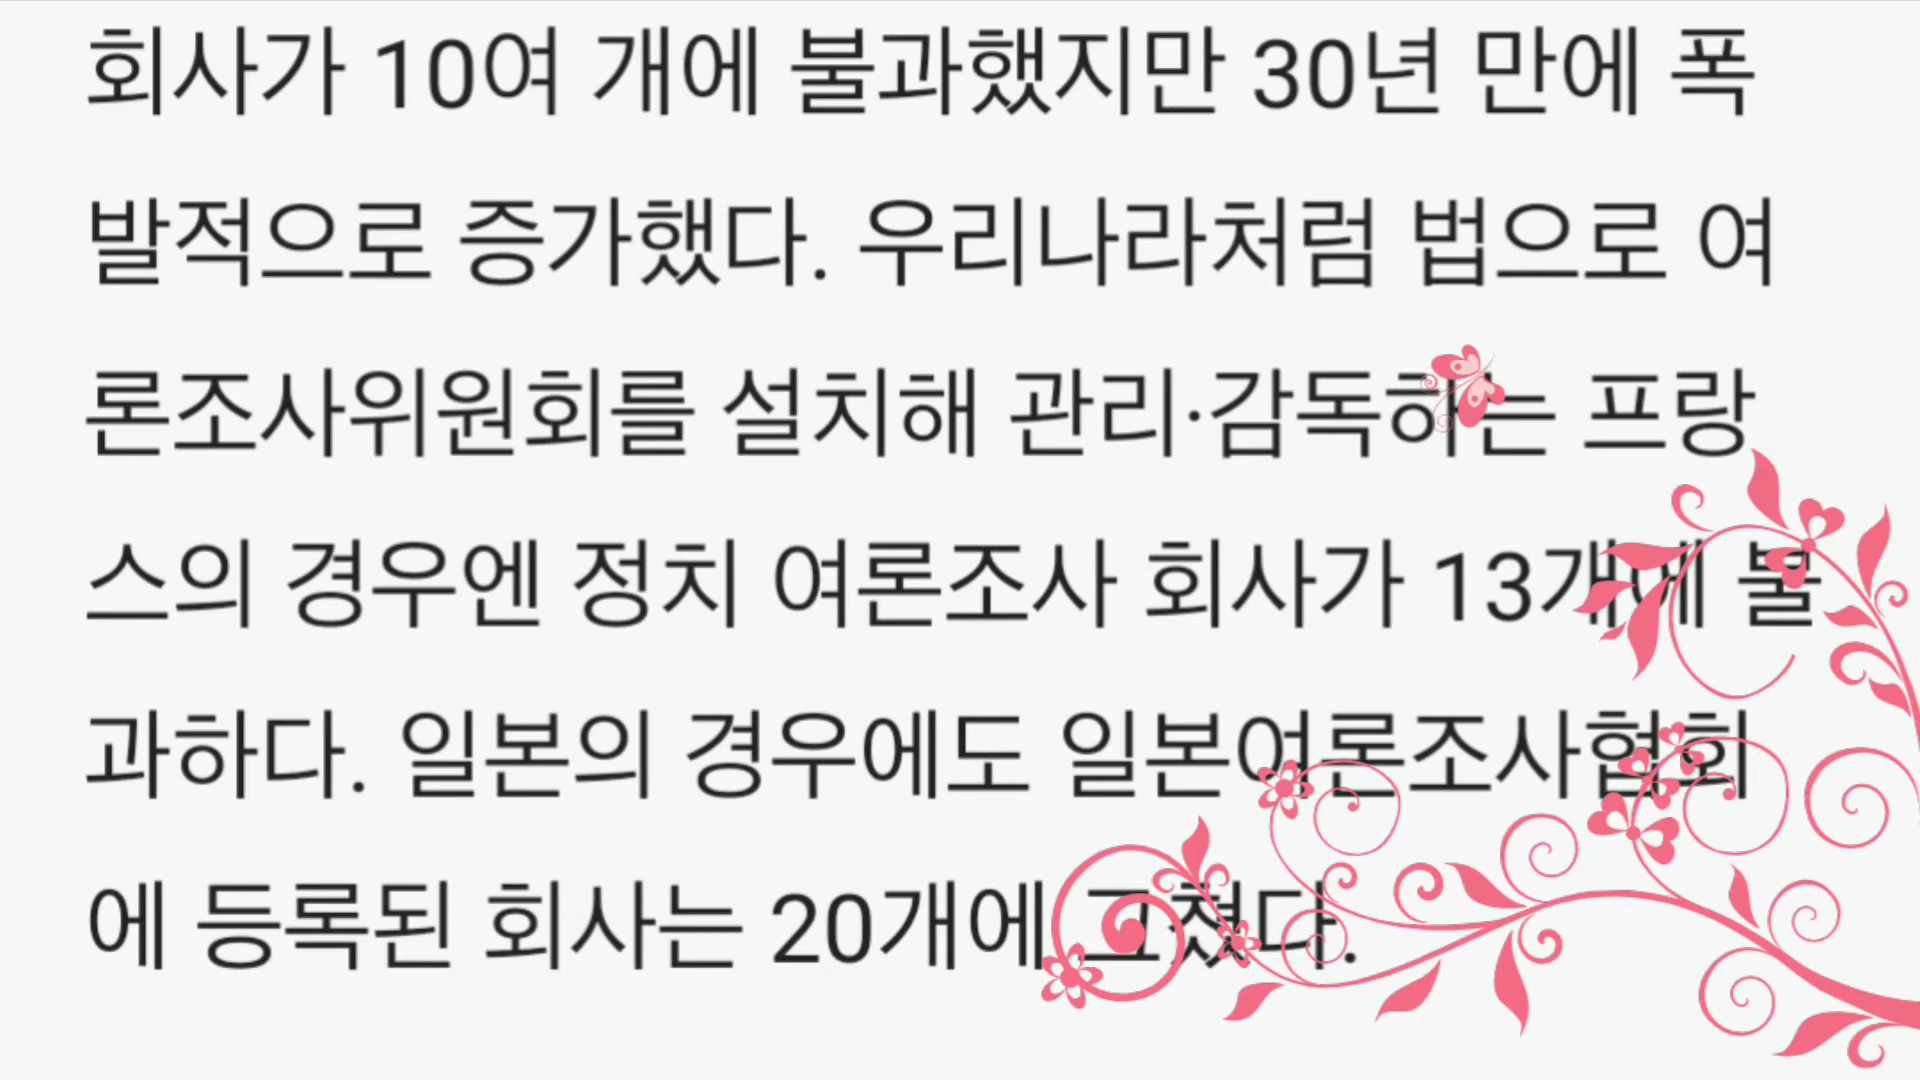 회사가 10여 개에 불과했지만 30년 만에 폭
발적으로 증가했다. 우리나라처럼 법으로 여
론조사위원회를 설치해 관리·감독하는 프랑
스의 경우엔 정치 여론조사 회사가 13개에 불
과하다. 일본의 경우에도 일본여론조사협회
에 등록된 회사는 20개에 그쳤다.